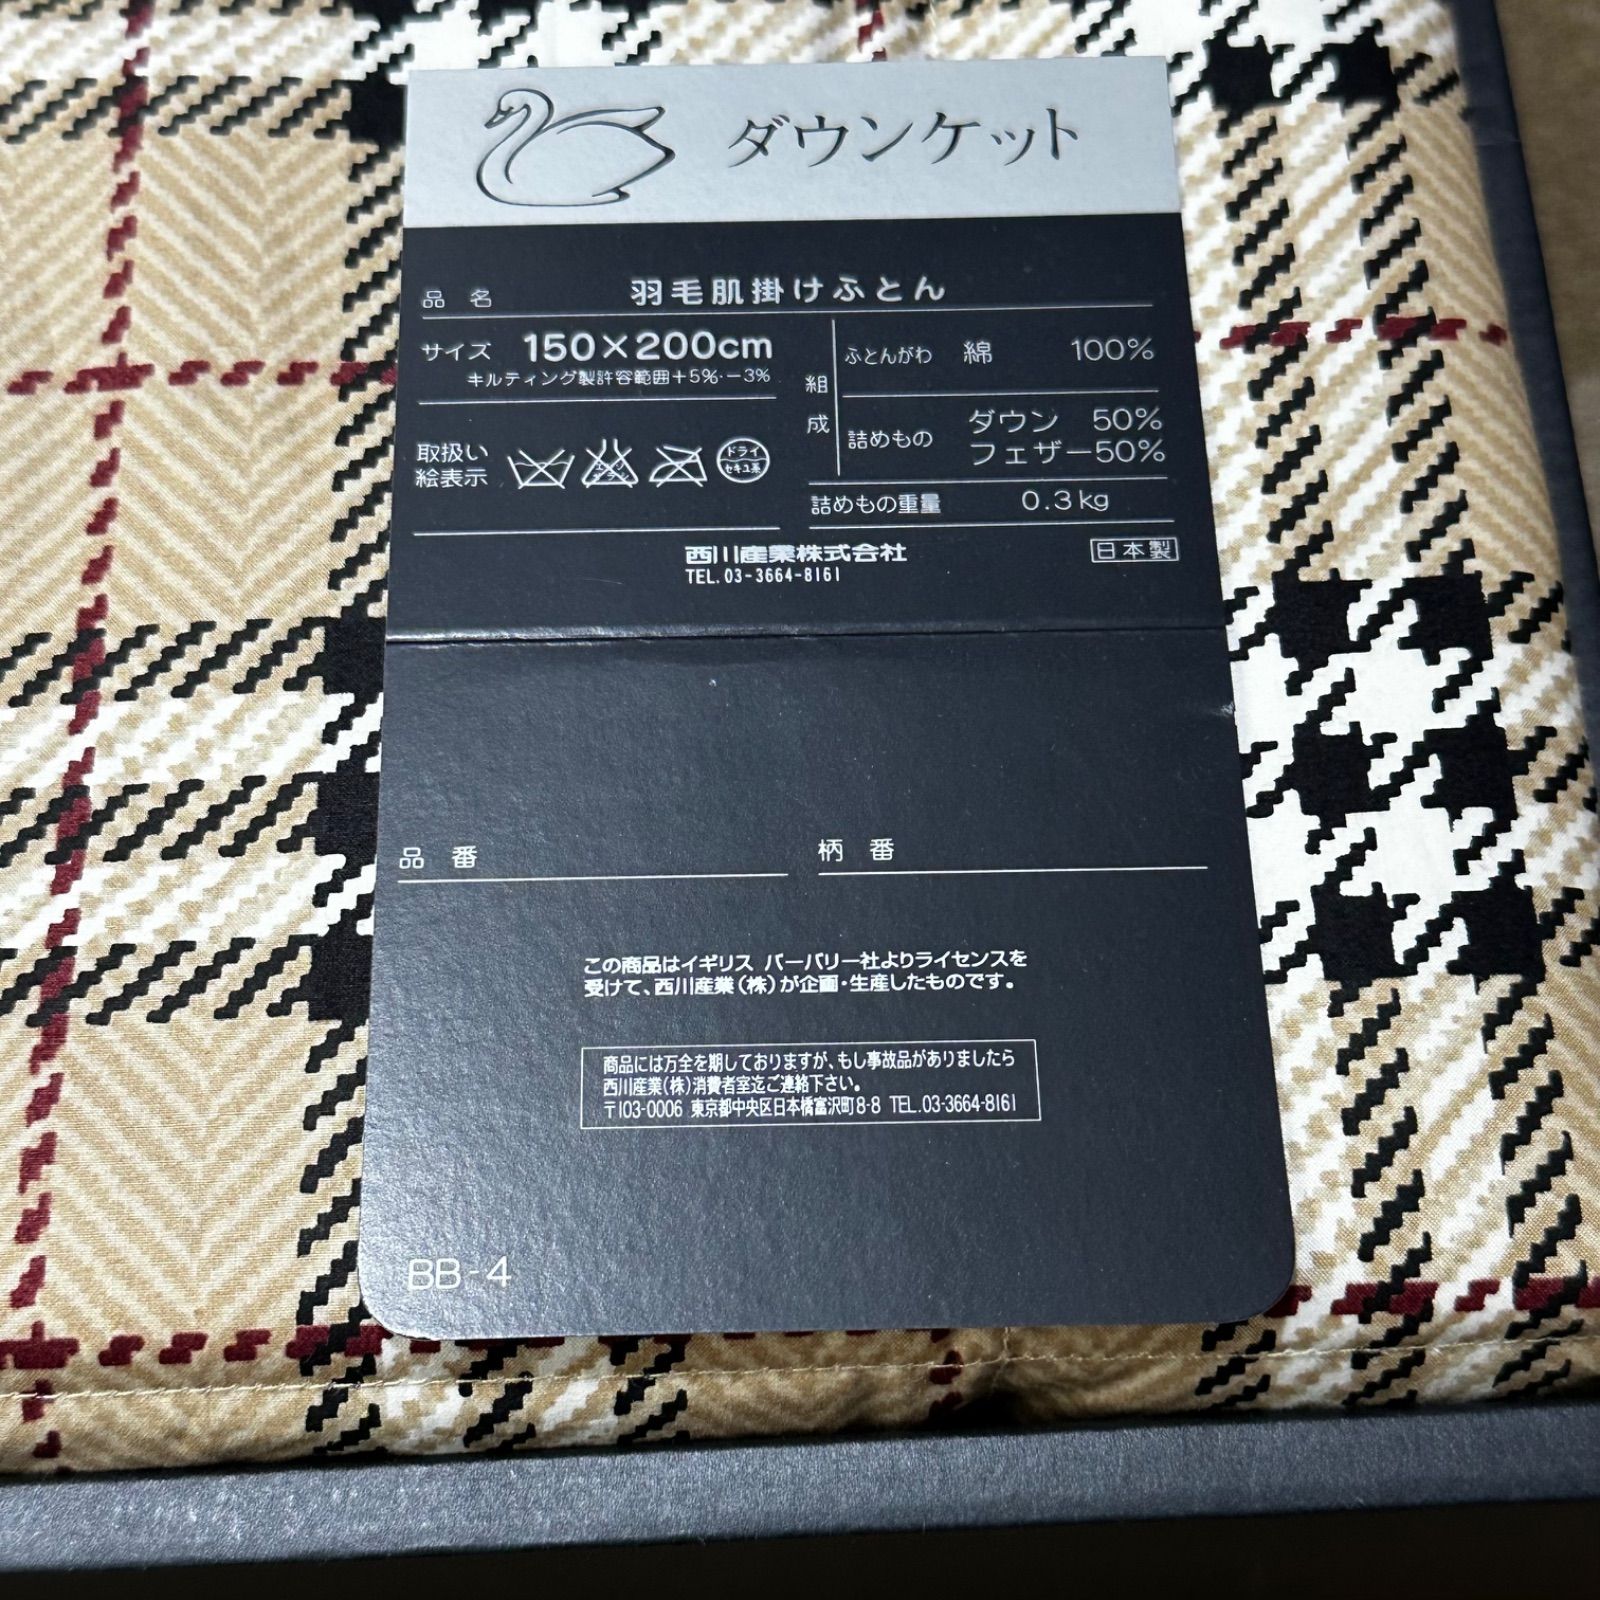 ダウンケット
品名 羽毛肌掛けふとん
サイズ 150×200cm
キルティング製許容範囲+5%·−3%
取扱い
絵表示
エンソ
サラシ
ドライ
セキユ系
組成
ふとんがわ 綿 100%
詰めもの ダウン 50%
フェザー50%
詰めもの重量 0.3kg
西川産業株式会社
TEL.03-3664-8161
日本製
品番
柄番
この商品はイギリス バーバリー社よりライセンスを
受けて、西川産業(株)が企画・生産したものです。
商品には万全を期しておりますが、もし事故品がありましたら
西川産業(株)消費者室迄ご連絡下さい。
〒103-0006 東京都中央区日本橋富沢町8-8 TEL.03-3664-8161
BB-4